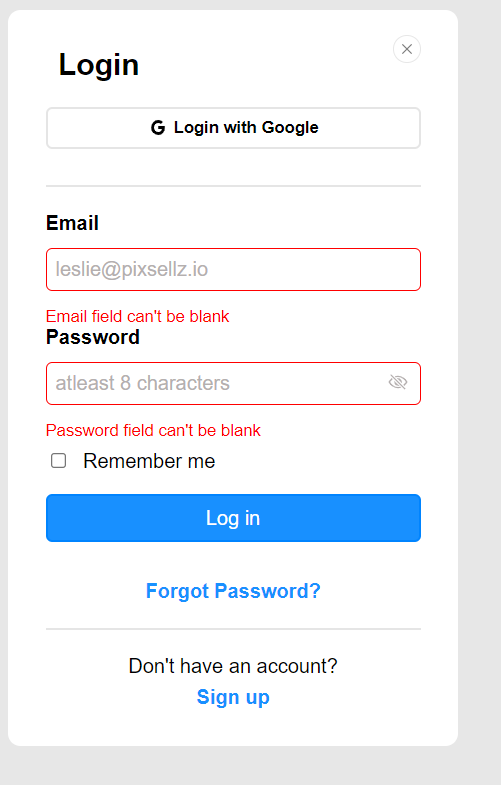 Login
Login with Google
Email
leslie@pixsellz.io
Email field can't be blank
Password
atleast 8 characters
Password field can't be blank
Remember me
Log in
Forgot Password?
Don't have an account?
Sign up